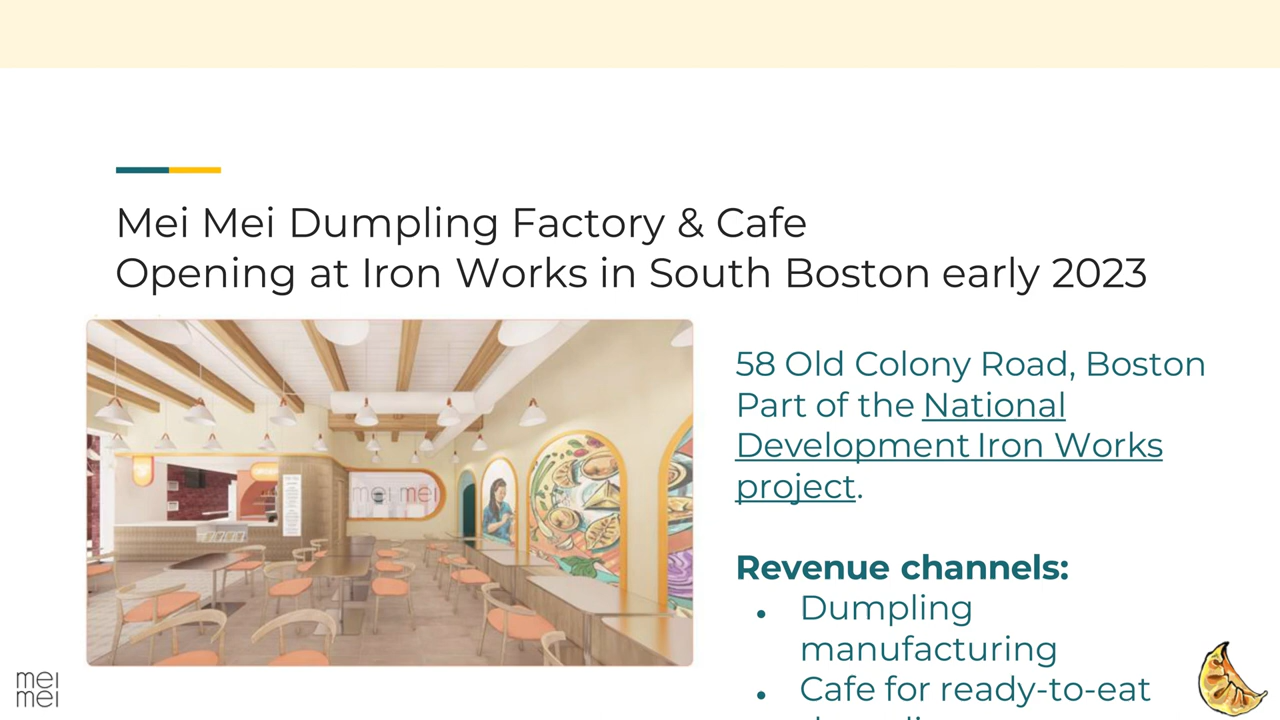 Mei Mei Dumpling Factory & Cafe
Opening at Iron Works in South Boston early 2023
58 Old Colony Road, Boston
Part of the National
Development Iron Works
project.
Revenue channels:
• Dumpling
manufacturing
• Cafe for ready-to-eat
mei mei
mei
mei